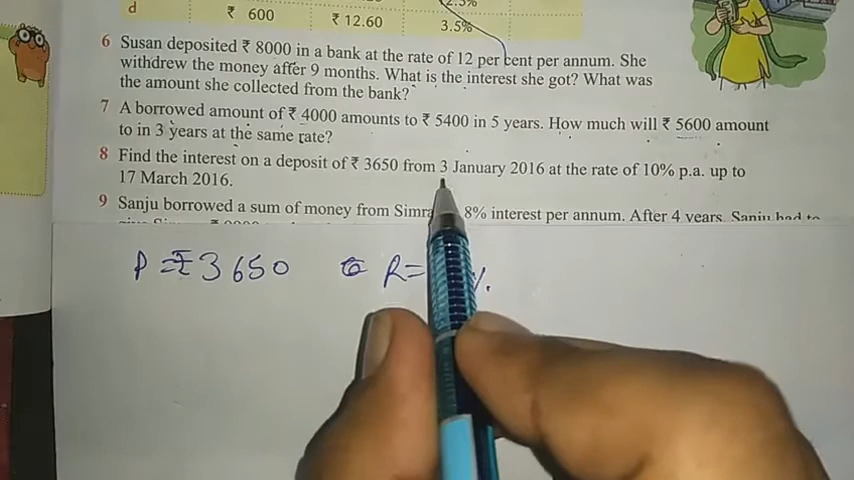 d ₹ 600 ₹ 12.60 3.5%
6 Susan deposited ₹ 8000 in a bank at the rate of 12 per cent per annum. She
withdrew the money after 9 months. What is the interest she got? What was
the amount she collected from the bank?
7 A borrowed amount of ₹ 4000 amounts to ₹ 5400 in 5 years. How much will ₹ 5600 amount
to in 3 years at the same rate?
8 Find the interest on a deposit of ₹ 3650 from 3 January 2016 at the rate of 10% p.a. up to
17 March 2016.
9 Sanju borrowed a sum of money from 8% interest per annum. After 4 years, Sanju had to
P = ₹ 3650 R = %.